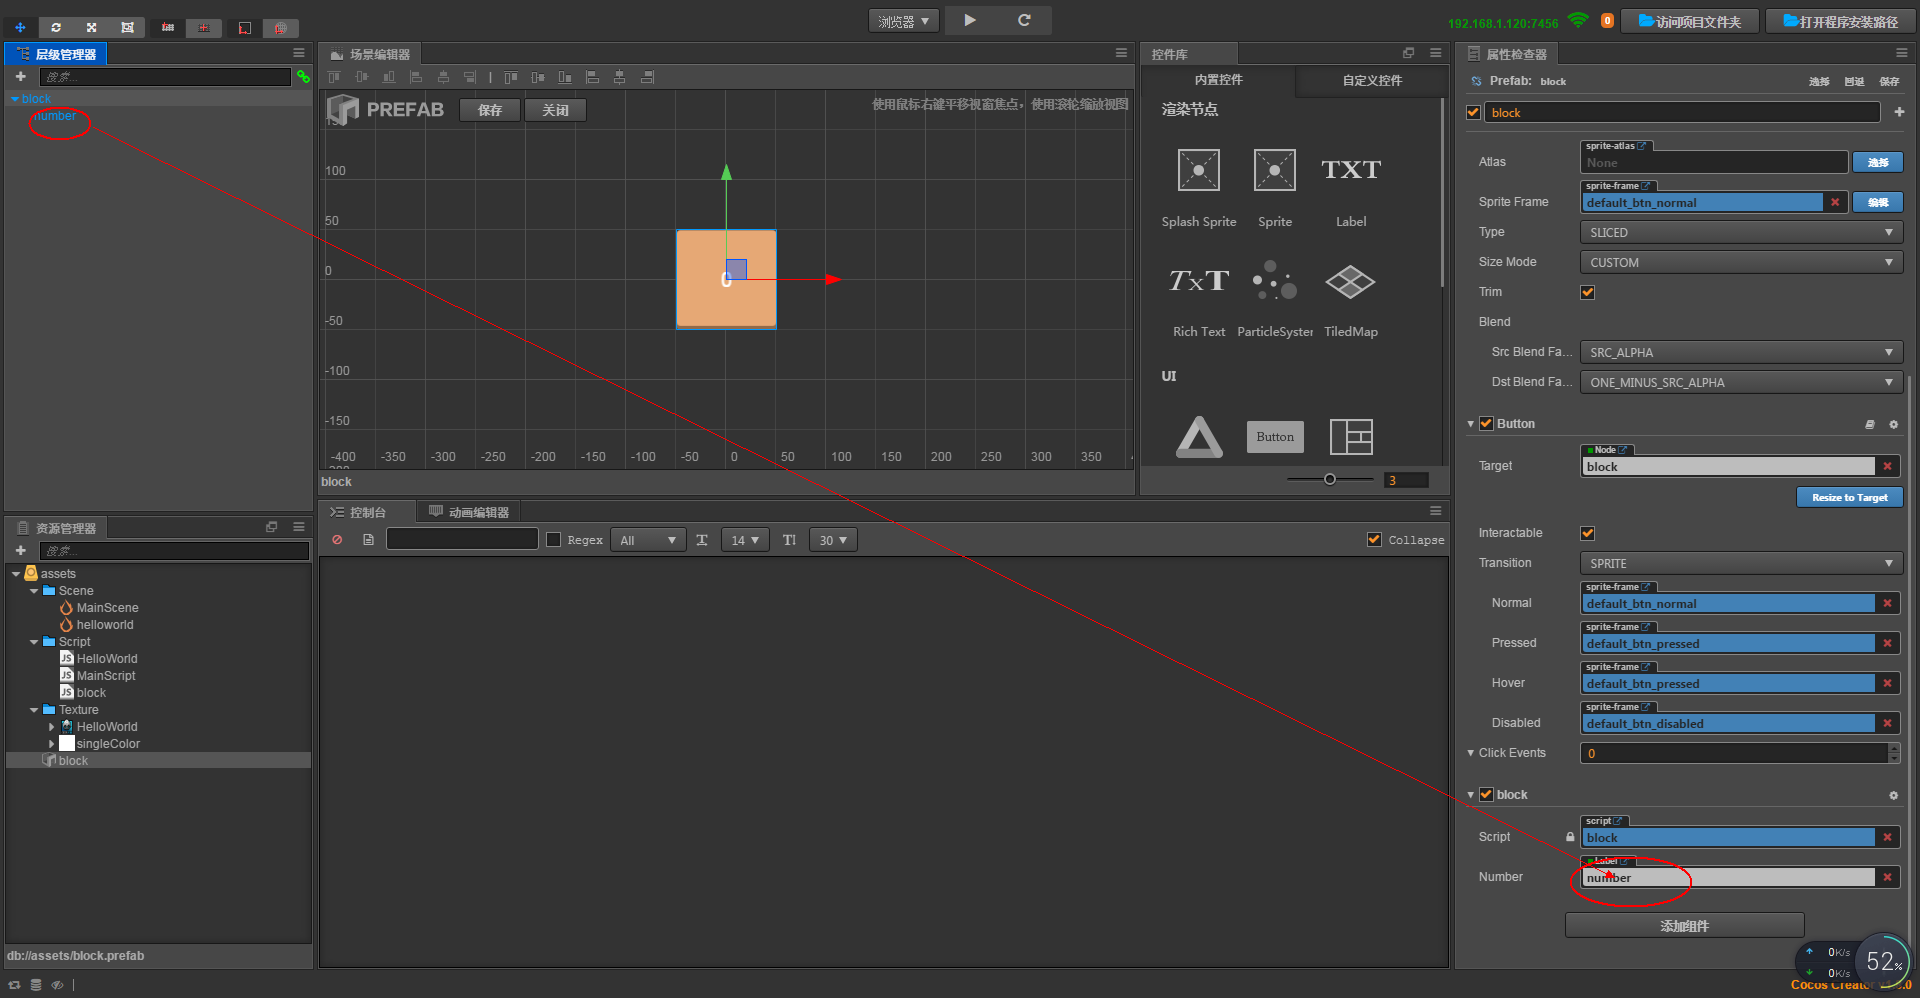 浏览器
192.168.1.120:7456
0
访问项目文件夹
打开程序安装路径
层级管理器
搜索...
block
number
场景编辑器
PREFAB
保存
关闭
使用鼠标右键平移视窗焦点，使用滚轮缩放视图
100
50
0
-50
-100
-150
0
-400 -350 -300 -250 -200 -150 -100 -50 0 50 100 150 200 250 300 350
block
控件库
内置控件
自定义控件
渲染节点
TXT
Splash Sprite
Sprite
Label
TxT
Rich Text
ParticleSyster
TiledMap
UI
Button
3
资源管理器
搜索...
assets
Scene
MainScene
helloworld
Script
JS HelloWorld
JS MainScript
JS block
Texture
HelloWorld
singleColor
block
db://assets/block.prefab
控制台
动画编辑器
Regex
All
14
30
Collapse
属性检查器
Prefab: block
选择 回退 保存
block
Atlas
sprite-atlas
None
选择
Sprite Frame
sprite-frame
default_btn_normal
编辑
Type
SLICED
Size Mode
CUSTOM
Trim
Blend
Src Blend Fa...
SRC_ALPHA
Dst Blend Fa...
ONE_MINUS_SRC_ALPHA
Button
Target
Node
block
Resize to Target
Interactable
Transition
SPRITE
Normal
sprite-frame
default_btn_normal
Pressed
sprite-frame
default_btn_pressed
Hover
sprite-frame
default_btn_pressed
Disabled
sprite-frame
default_btn_disabled
Click Events
0
block
Script
script
block
Number
Label
number
添加组件
0K/s
0K/s
52%
Cocos Creator